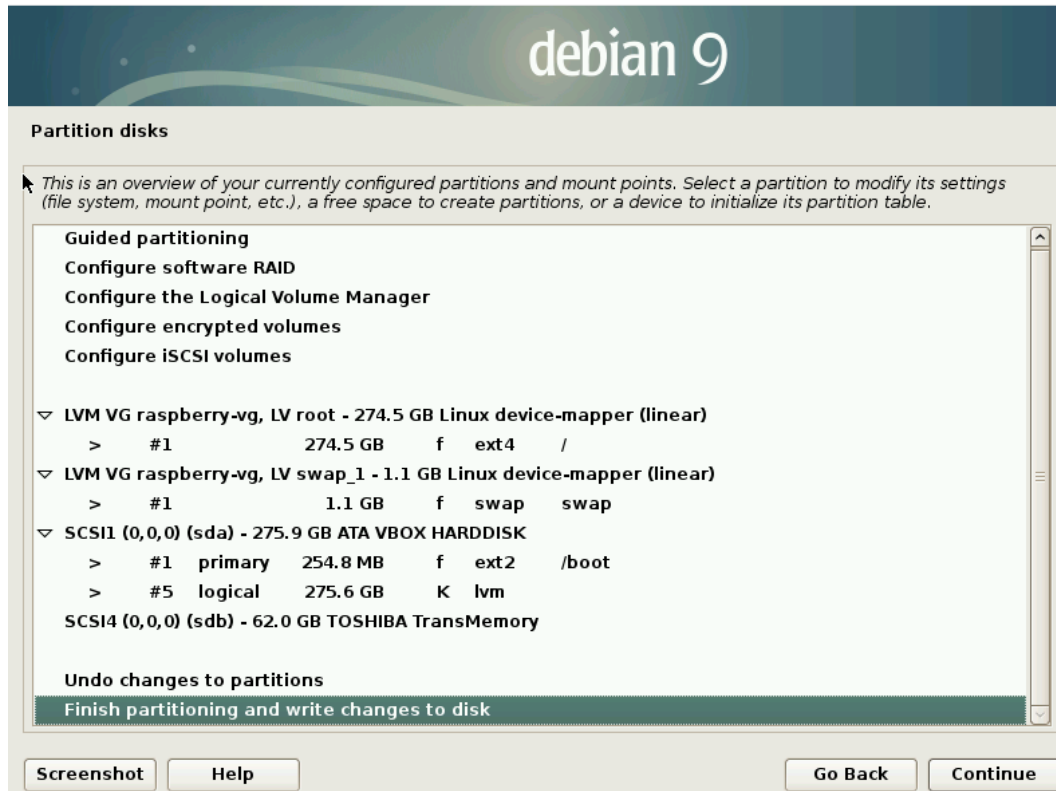 debian 9
Partition disks
This is an overview of your currently configured partitions and mount points. Select a partition to modify its settings
(file system, mount point, etc.), a free space to create partitions, or a device to initialize its partition table.
Guided partitioning
Configure software RAID
Configure the Logical Volume Manager
Configure encrypted volumes
Configure iSCSI volumes
LVM VG raspberry-vg, LV root - 274.5 GB Linux device-mapper (linear)
> #1 274.5 GB f ext4 /
LVM VG raspberry-vg, LV swap_1 - 1.1 GB Linux device-mapper (linear)
> #1 1.1 GB f swap swap
SCSI1 (0,0,0) (sda) - 275.9 GB ATA VBOX HARDDISK
> #1 primary 254.8 MB f ext2 /boot
> #5 logical 275.6 GB K lvm
SCSI4 (0,0,0) (sdb) - 62.0 GB TOSHIBA TransMemory
Undo changes to partitions
Finish partitioning and write changes to disk
Screenshot Help Go Back Continue